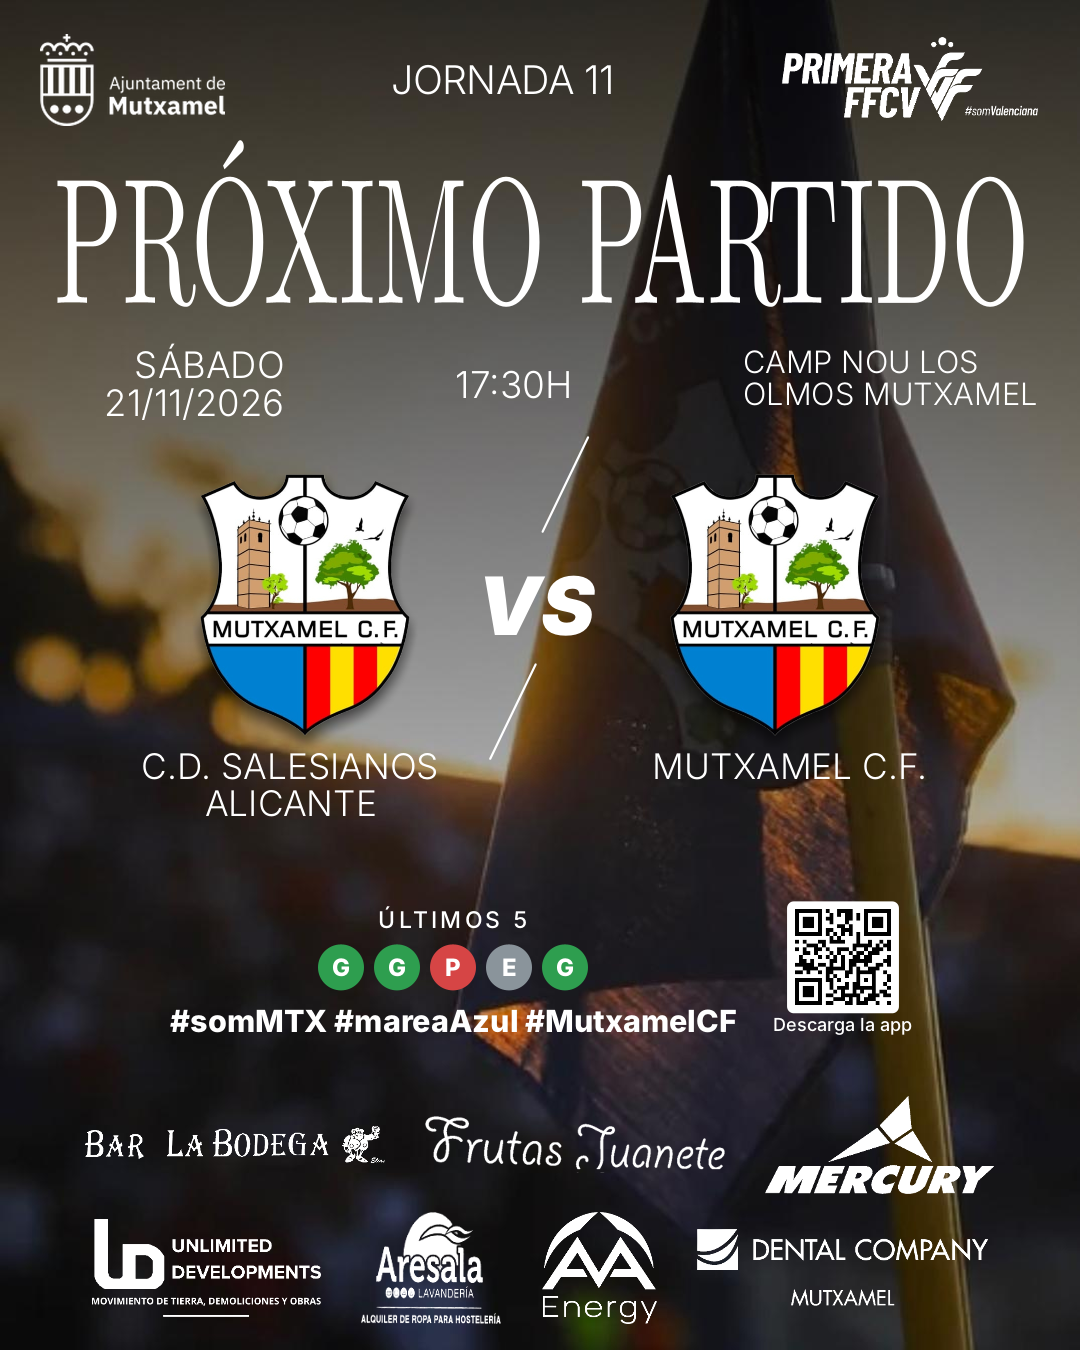 Ajuntament de
Mutxamel
JORNADA 11
PRIMERA
FFCV
#somValenciana
PRÓXIMO PARTIDO
SÁBADO
21/11/2026
17:30H
CAMP NOU LOS
OLMOS MUTXAMEL
MUTXAMEL C.F.
VS
MUTXAMEL C.F.
C.D. SALESIANOS
ALICANTE
MUTXAMEL C.F.
ÚLTIMOS 5
G G P E G
#somMTX #mareaAzul #MutxamelCF
Descarga la app
BAR LA BODEGA
Frutas Juanete
MERCURY
UNLIMITED
DEVELOPMENTS
MOVIMIENTO DE TIERRA, DEMOLICIONES Y OBRAS
Aresala
LAVANDERÍA
ALQUILER DE ROPA PARA HOSTELERÍA
Energy
DENTAL COMPANY
MUTXAMEL